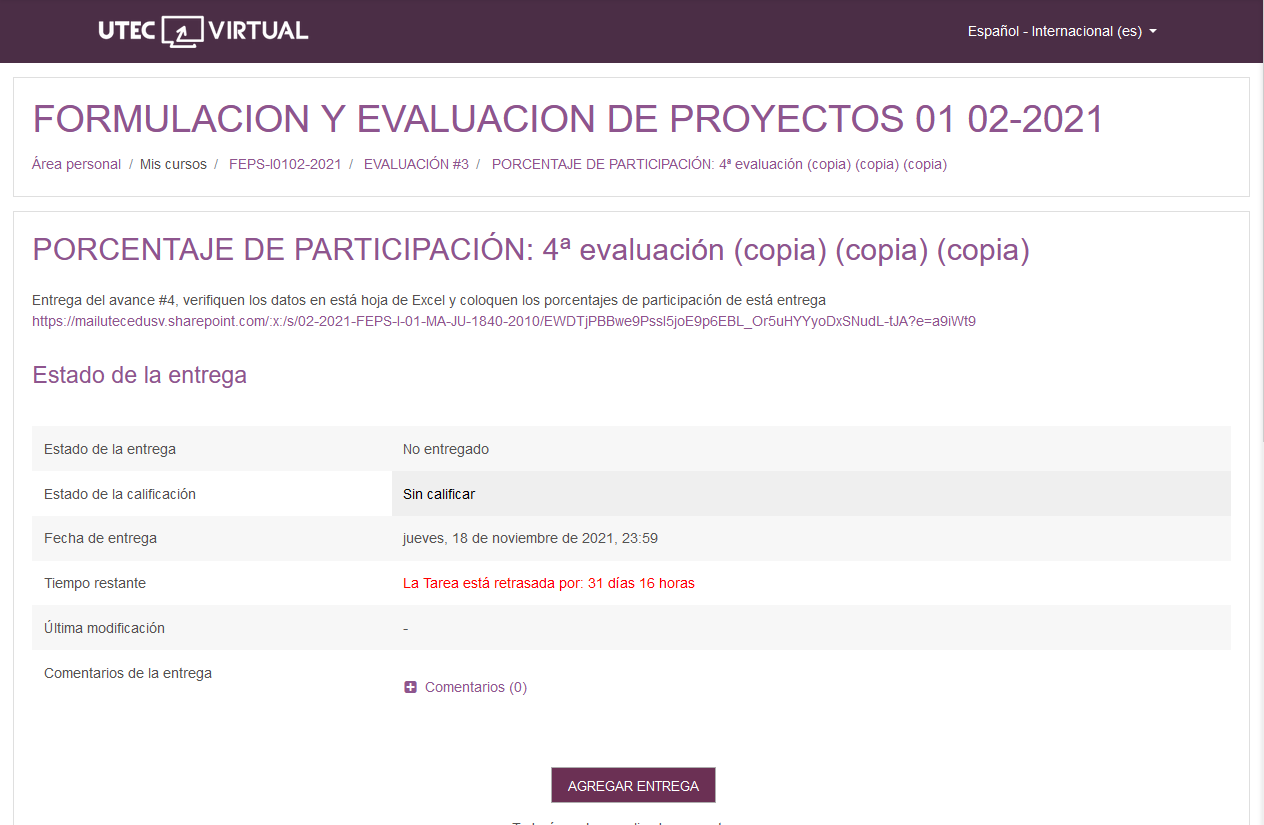 UTEC VIRTUAL
Español - Internacional (es)
FORMULACION Y EVALUACION DE PROYECTOS 01 02-2021
Área personal / Mis cursos / FEPS-I0102-2021 / EVALUACIÓN #3 / PORCENTAJE DE PARTICIPACIÓN: 4ª evaluación (copia) (copia) (copia)
PORCENTAJE DE PARTICIPACIÓN: 4ª evaluación (copia) (copia) (copia)
Entrega del avance #4, verifiquen los datos en está hoja de Excel y coloquen los porcentajes de participación de está entrega
https://mailutecedusv.sharepoint.com/:x:/s/02-2021-FEPS-I-01-MA-JU-1840-2010/EWDTjPBBwe9Pssl5joE9p6EBL_Or5uHYYyoDxSNudL-tJA?e=a9iWt9
Estado de la entrega
Estado de la entrega No entregado
Estado de la calificación Sin calificar
Fecha de entrega jueves, 18 de noviembre de 2021, 23:59
Tiempo restante La Tarea está retrasada por: 31 días 16 horas
Última modificación -
Comentarios de la entrega
Comentarios (0)
AGREGAR ENTREGA